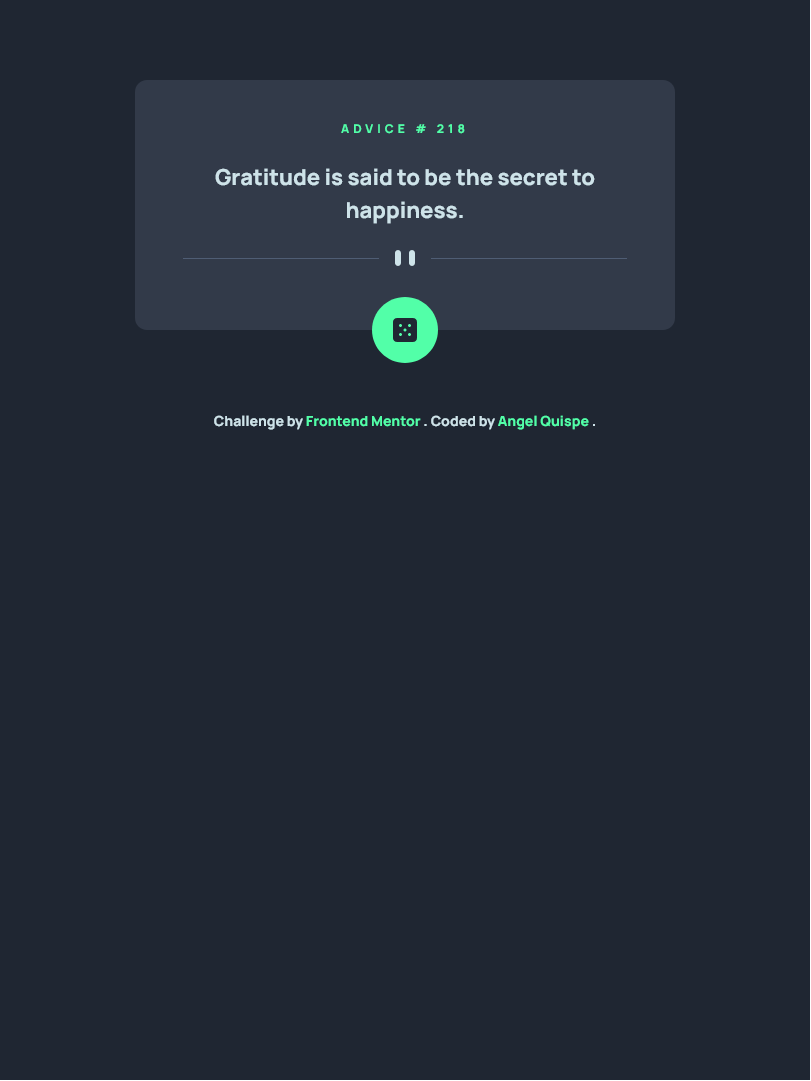 ADVICE # 218
Gratitude is said to be the secret to
happiness.
Challenge by Frontend Mentor . Coded by Angel Quispe .